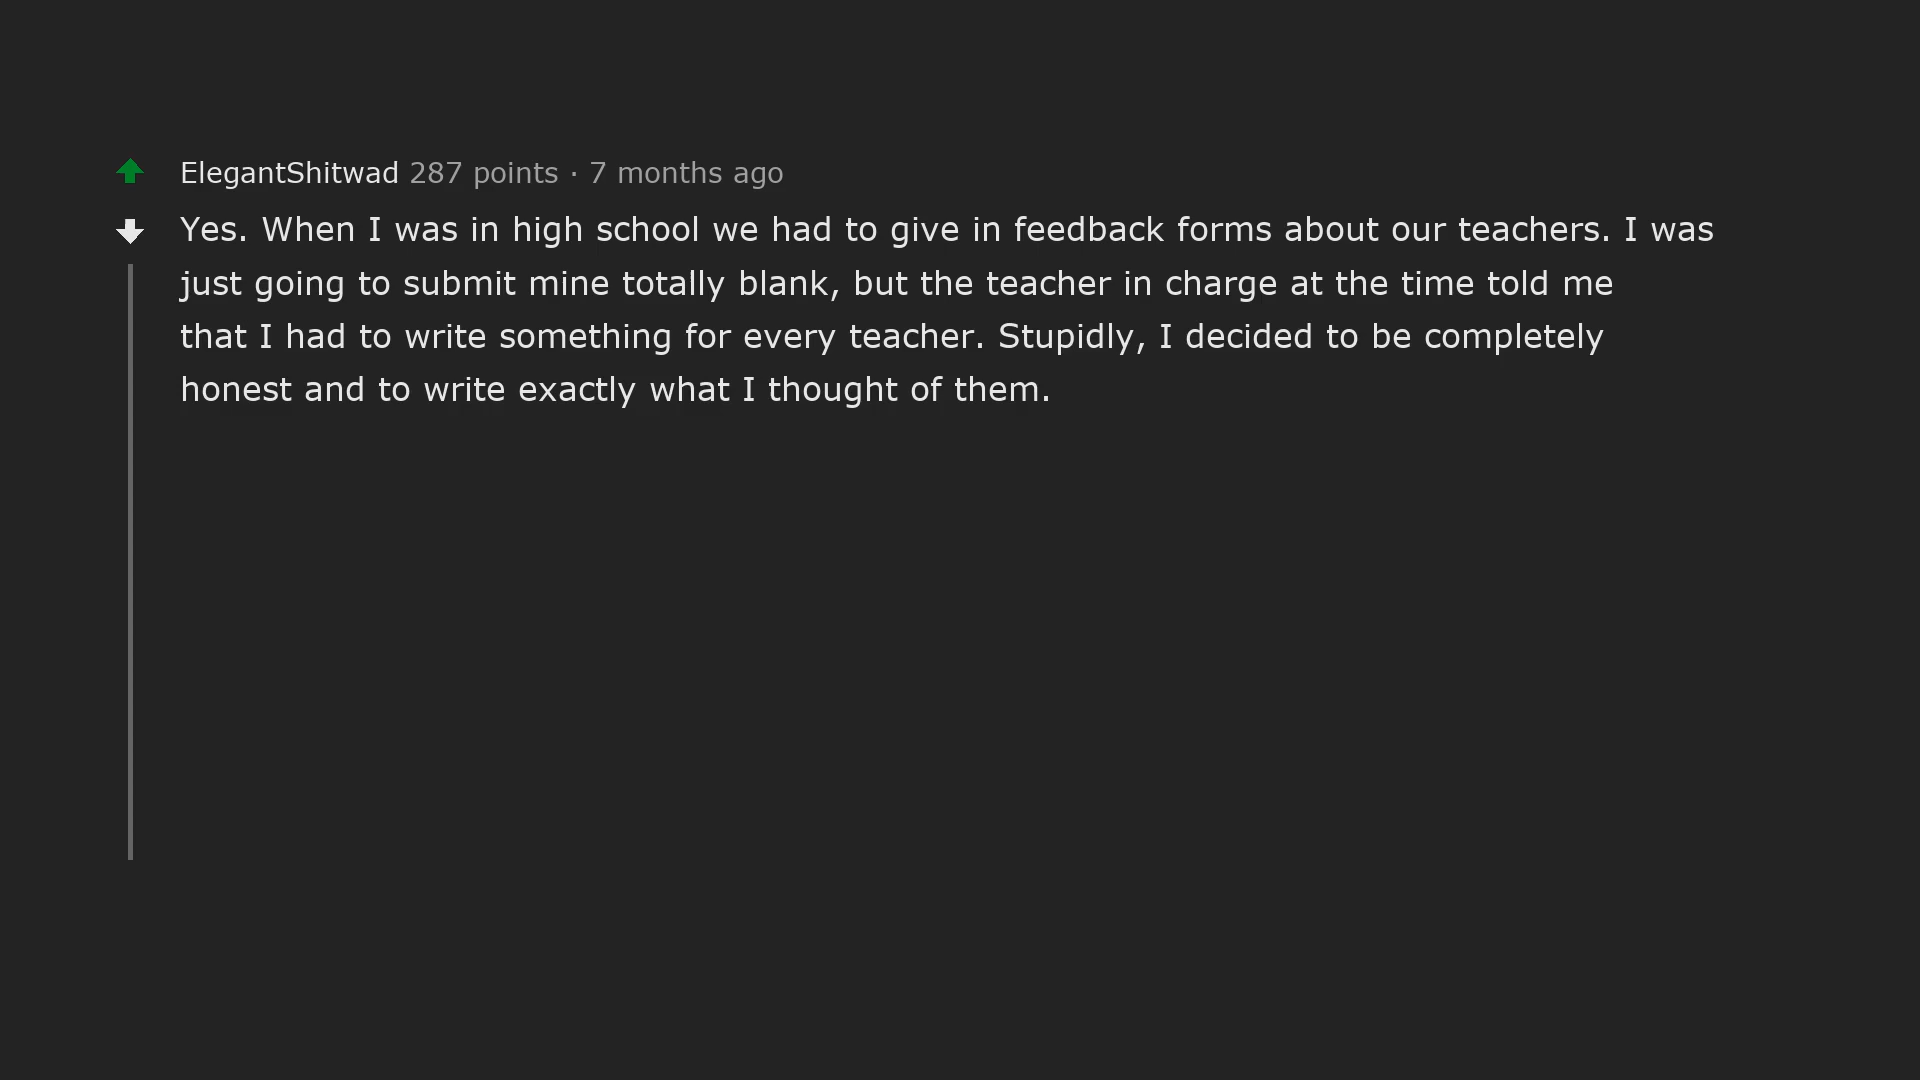 ElegantShitwad 287 points · 7 months ago
Yes. When I was in high school we had to give in feedback forms about our teachers. I was
just going to submit mine totally blank, but the teacher in charge at the time told me
that I had to write something for every teacher. Stupidly, I decided to be completely
honest and to write exactly what I thought of them.